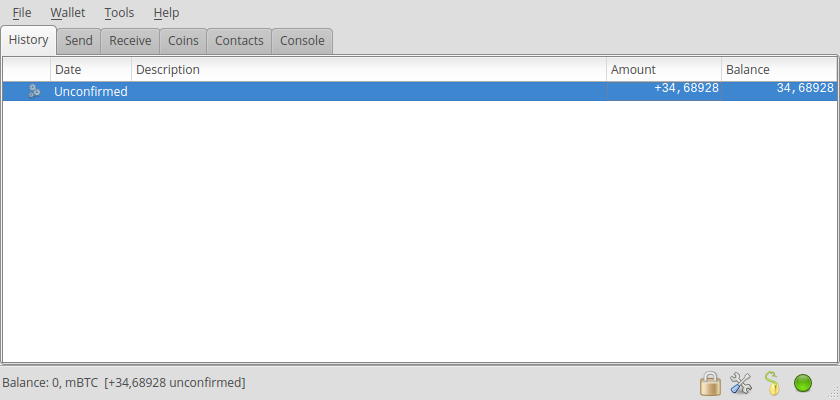 File Wallet Tools Help
History Send Receive Coins Contacts Console
Date Description Amount Balance
Unconfirmed +34,68928 34,68928
Balance: 0, mBTC [+34,68928 unconfirmed]